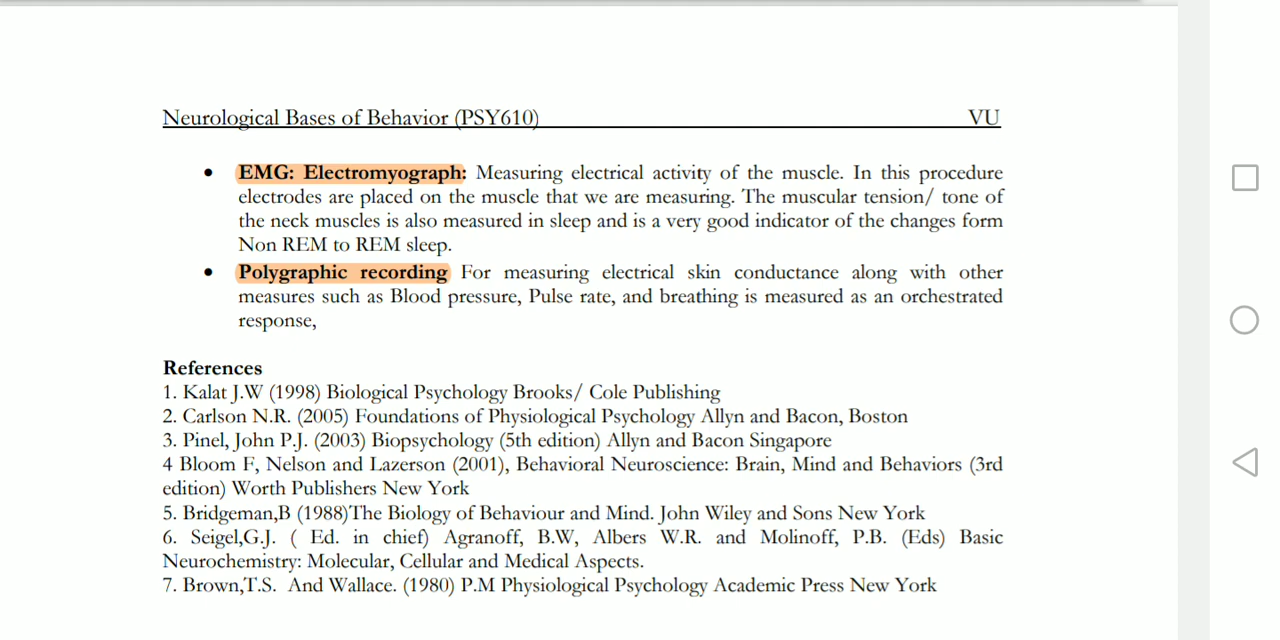 Neurological Bases of Behavior (PSY610) VU
• EMG: Electromyograph: Measuring electrical activity of the muscle. In this procedure
electrodes are placed on the muscle that we are measuring. The muscular tension/ tone of
the neck muscles is also measured in sleep and is a very good indicator of the changes form
Non REM to REM sleep.
• Polygraphic recording For measuring electrical skin conductance along with other
measures such as Blood pressure, Pulse rate, and breathing is measured as an orchestrated
response,
References
1. Kalat J.W (1998) Biological Psychology Brooks/ Cole Publishing
2. Carlson N.R. (2005) Foundations of Physiological Psychology Allyn and Bacon, Boston
3. Pinel, John P.J. (2003) Biopsychology (5th edition) Allyn and Bacon Singapore
4 Bloom F, Nelson and Lazerson (2001), Behavioral Neuroscience: Brain, Mind and Behaviors (3rd
edition) Worth Publishers New York
5. Bridgeman,B (1988)The Biology of Behaviour and Mind. John Wiley and Sons New York
6. Seigel,G.J. ( Ed. in chief) Agranoff, B.W, Albers W.R. and Molinoff, P.B. (Eds) Basic
Neurochemistry: Molecular, Cellular and Medical Aspects.
7. Brown,T.S. And Wallace. (1980) P.M Physiological Psychology Academic Press New York